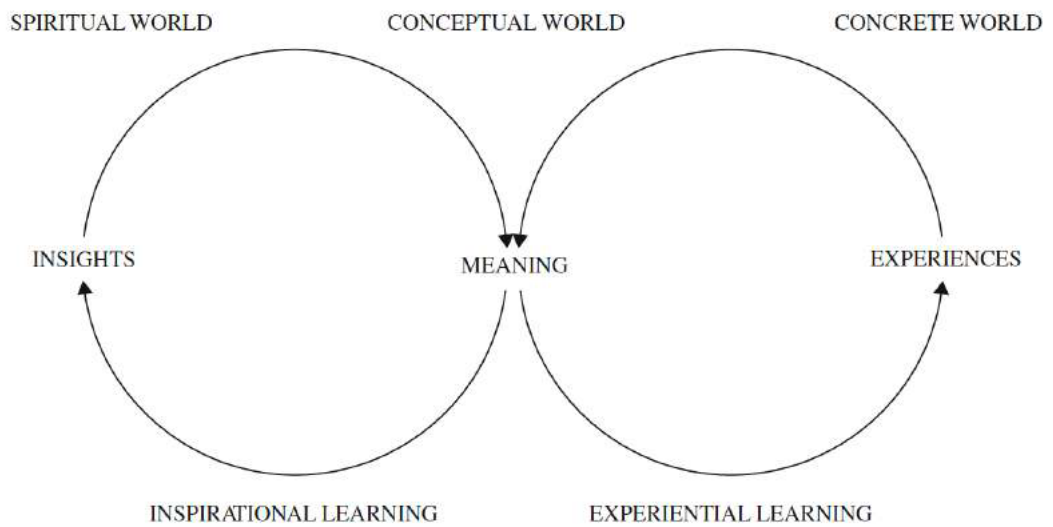 SPIRITUAL WORLD
CONCEPTUAL WORLD
CONCRETE WORLD
INSIGHTS
MEANING
EXPERIENCES
INSPIRATIONAL LEARNING
EXPERIENTIAL LEARNING